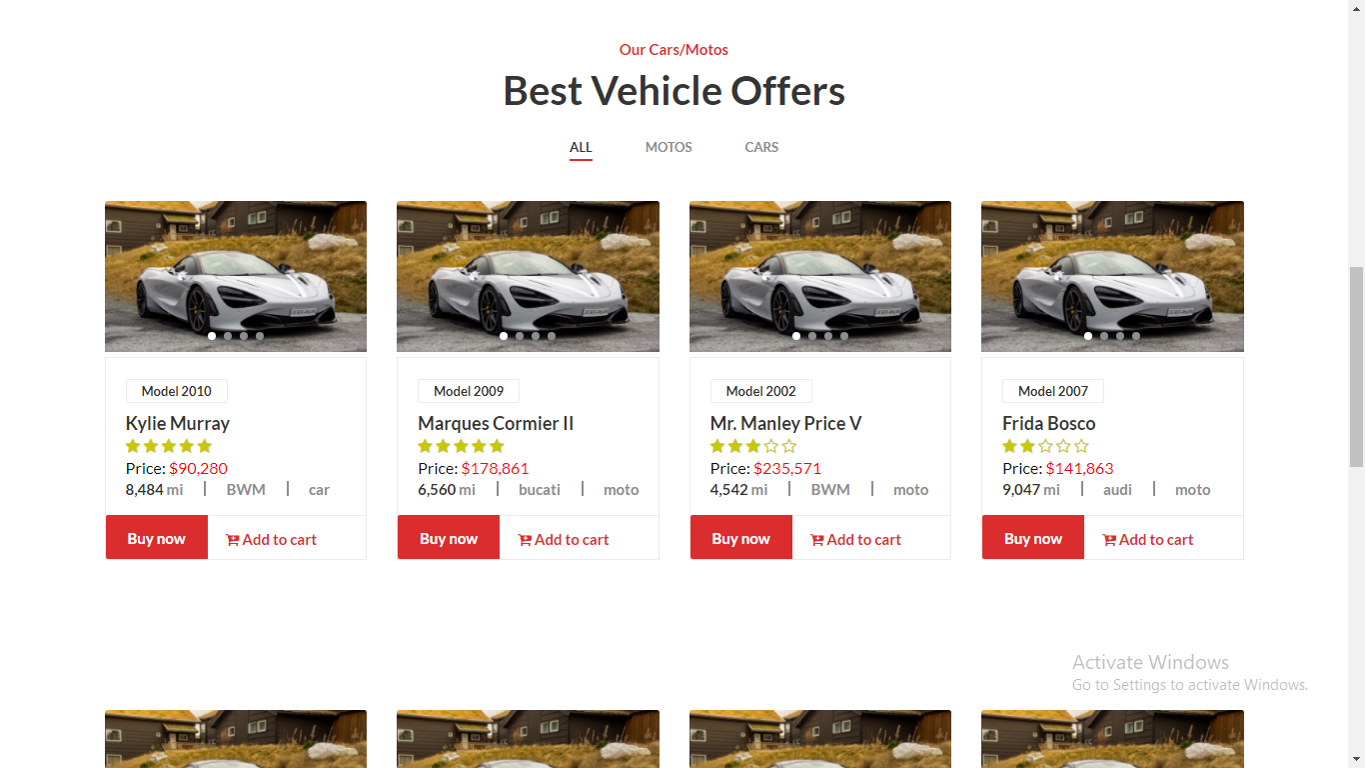 Our Cars/Motos
Best Vehicle Offers
ALL MOTOS CARS
Model 2010
Kylie Murray
Price: $90,280
8,484 mi | BWM | car
Buy now Add to cart
Model 2009
Marques Cormier II
Price: $178,861
6,560 mi | bucati | moto
Buy now Add to cart
Model 2002
Mr. Manley Price V
Price: $235,571
4,542 mi | BWM | moto
Buy now Add to cart
Model 2007
Frida Bosco
Price: $141,863
9,047 mi | audi | moto
Buy now Add to cart
Activate Windows
Go to Settings to activate Windows.